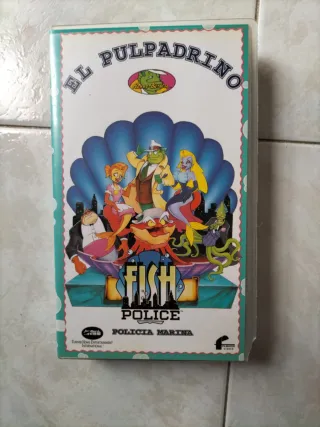 EL PULPADRINO
FISH
POLICE
POLICIA MARINA